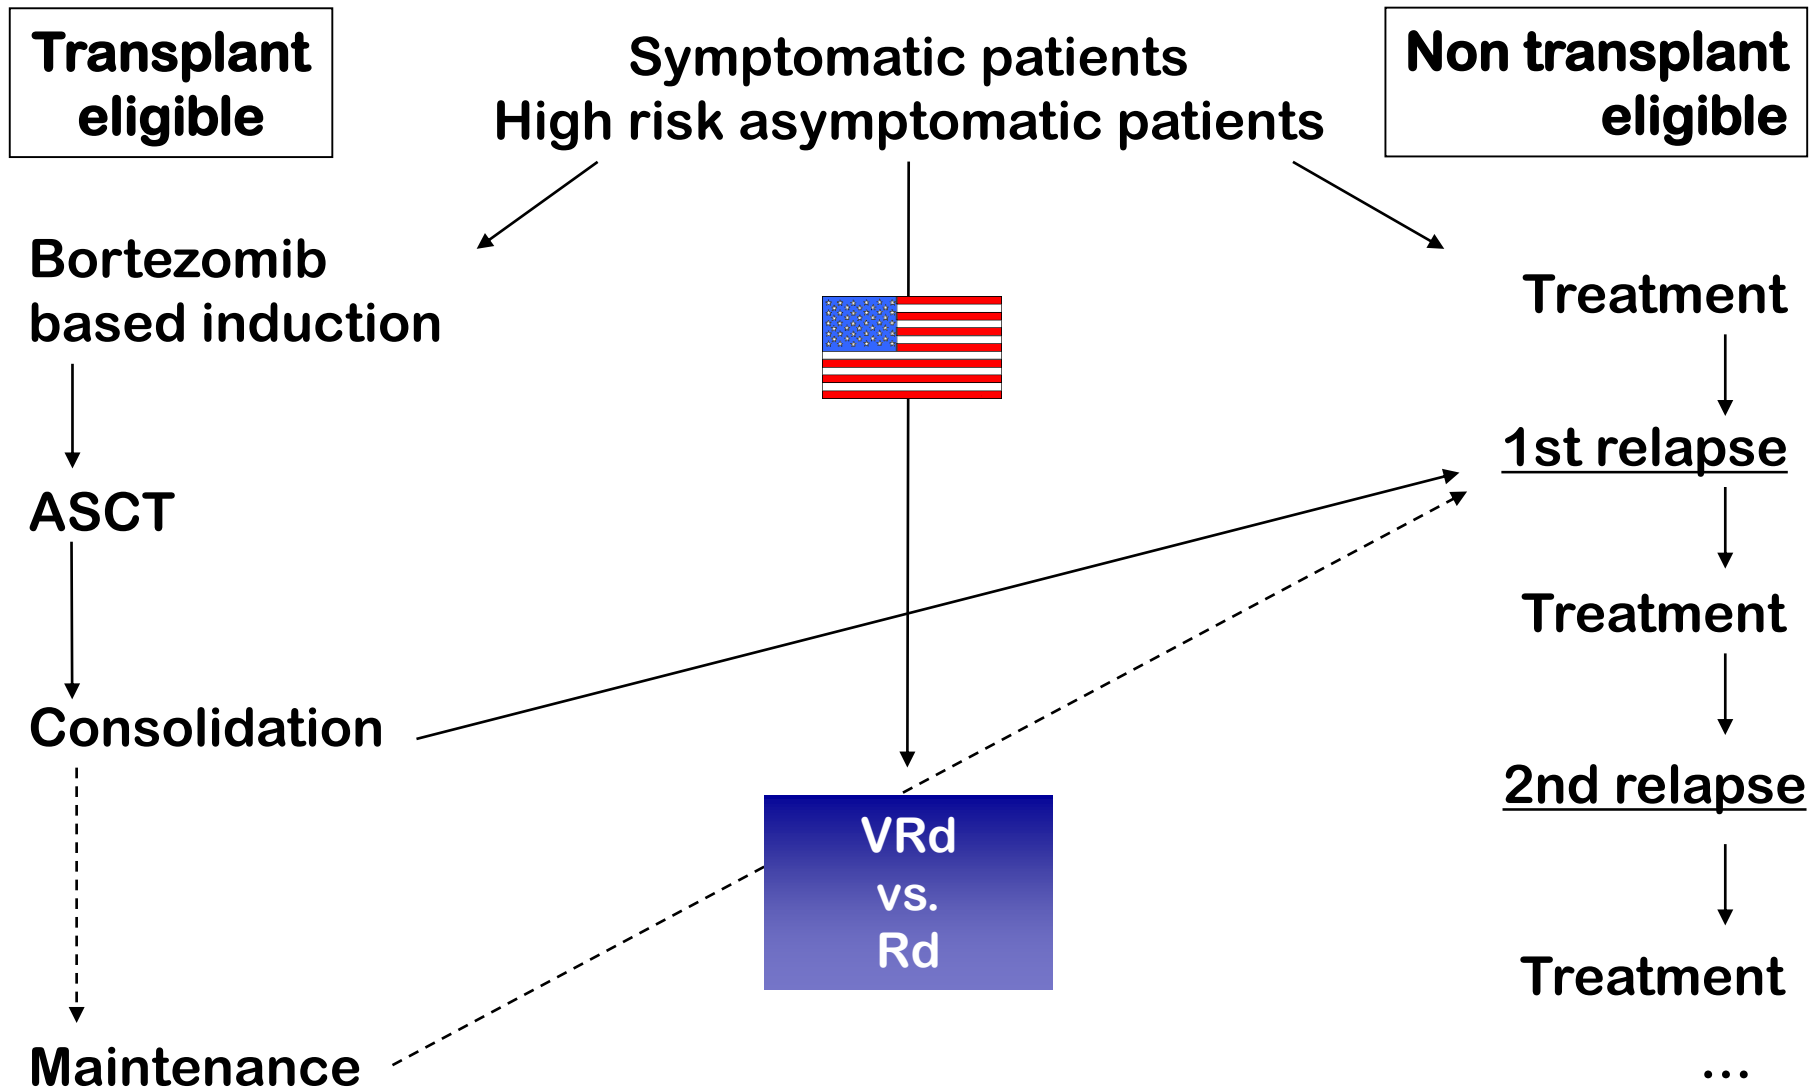 Transplant
eligible
Symptomatic patients
High risk asymptomatic patients
Non transplant
eligible
Bortezomib
based induction
ASCT
Consolidation
Maintenance
VRd
vs.
Rd
Treatment
1st relapse
Treatment
2nd relapse
Treatment
...